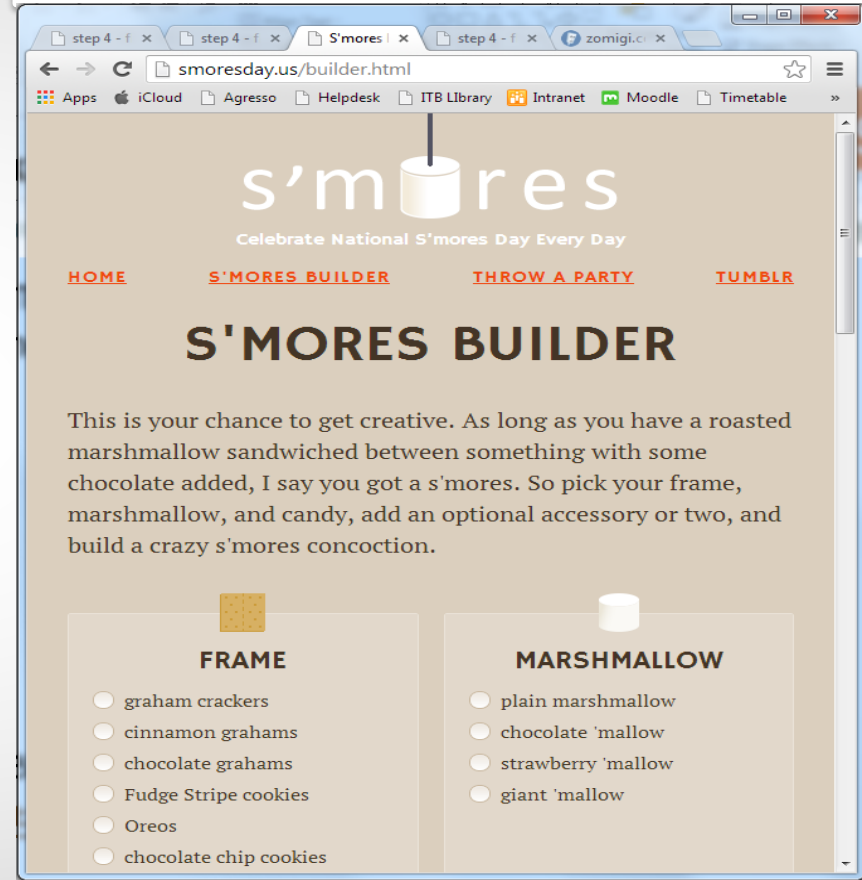 step 4 - f
step 4 - f
S'mores
step 4 - f
zomigi.c
smoresday.us/builder.html
Apps iCloud Agresso Helpdesk ITB LIbrary Intranet Moodle Timetable »
s'mores
Celebrate National S'mores Day Every Day
HOME S'MORES BUILDER THROW A PARTY TUMBLR
S'MORES BUILDER
This is your chance to get creative. As long as you have a roasted
marshmallow sandwiched between something with some
chocolate added, I say you got a s'mores. So pick your frame,
marshmallow, and candy, add an optional accessory or two, and
build a crazy s'mores concoction.
FRAME
graham crackers
cinnamon grahams
chocolate grahams
Fudge Stripe cookies
Oreos
chocolate chip cookies
MARSHMALLOW
plain marshmallow
chocolate 'mallow
strawberry 'mallow
giant 'mallow